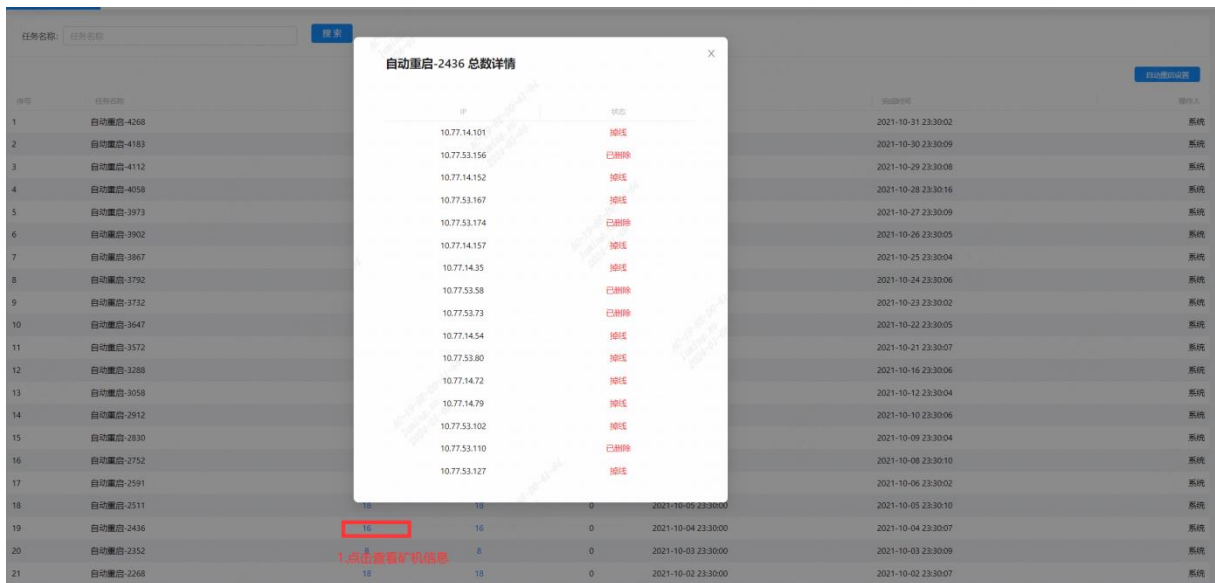 任务名称: 任务名称 搜索
自动重启-2436 总数详情 X
自动重启设置
序号 任务名称 IP 状态 完成时间 操作人
1 自动重启-4268 10.77.14.101 掉线 2021-10-31 23:30:02 系统
2 自动重启-4183 10.77.53.156 已删除 2021-10-30 23:30:09 系统
3 自动重启-4112 10.77.14.152 掉线 2021-10-29 23:30:08 系统
4 自动重启-4058 10.77.53.167 掉线 2021-10-28 23:30:16 系统
5 自动重启-3973 10.77.53.174 已删除 2021-10-27 23:30:09 系统
6 自动重启-3902 10.77.14.157 掉线 2021-10-26 23:30:05 系统
7 自动重启-3867 10.77.14.35 掉线 2021-10-25 23:30:04 系统
8 自动重启-3792 10.77.53.58 已删除 2021-10-24 23:30:06 系统
9 自动重启-3732 10.77.53.73 已删除 2021-10-23 23:30:02 系统
10 自动重启-3647 10.77.14.54 掉线 2021-10-22 23:30:05 系统
11 自动重启-3572 10.77.53.80 掉线 2021-10-21 23:30:07 系统
12 自动重启-3288 10.77.14.72 掉线 2021-10-16 23:30:06 系统
13 自动重启-3058 10.77.14.79 掉线 2021-10-12 23:30:04 系统
14 自动重启-2912 10.77.53.102 掉线 2021-10-10 23:30:06 系统
15 自动重启-2830 10.77.53.110 已删除 2021-10-09 23:30:04 系统
16 自动重启-2752 10.77.53.127 掉线 2021-10-08 23:30:10 系统
17 自动重启-2591 2021-10-06 23:30:02 系统
18 自动重启-2511 18 18 0 2021-10-05 23:30:00 2021-10-05 23:30:10 系统
19 自动重启-2436 16 16 0 2021-10-04 23:30:00 2021-10-04 23:30:07 系统
20 自动重启-2352 8 8 0 2021-10-03 23:30:00 2021-10-03 23:30:09 系统
1.点击查看矿机信息
21 自动重启-2268 18 18 0 2021-10-02 23:30:00 2021-10-02 23:30:07 系统